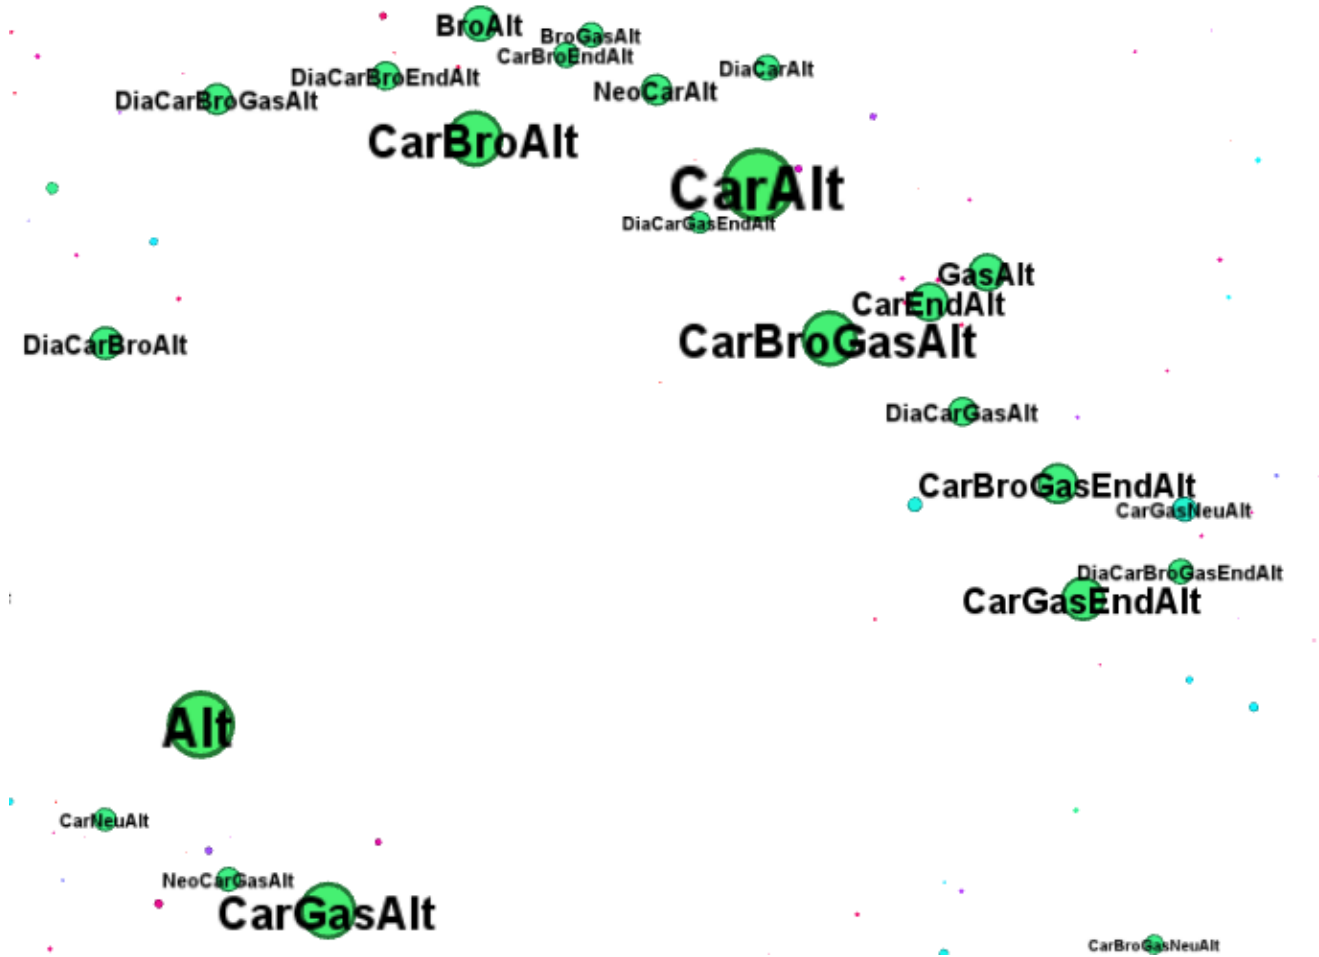 BroAlt
BroGasAlt
CarBroEndAlt
DiaCarAlt
DiaCarBroEndAlt
NeoCarAlt
DiaCarBroGasAlt
CarBroAlt
CarAlt
DiaCarGasEndAlt
GasAlt
CarEndAlt
CarBroGasAlt
DiaCarBroAlt
DiaCarGasAlt
CarBroGasEndAlt
CarGasNeuAlt
DiaCarBroGasEndAlt
CarGasEndAlt
Alt
CarNeuAlt
NeoCarGasAlt
CarGasAlt
CarBroGasNeuAlt